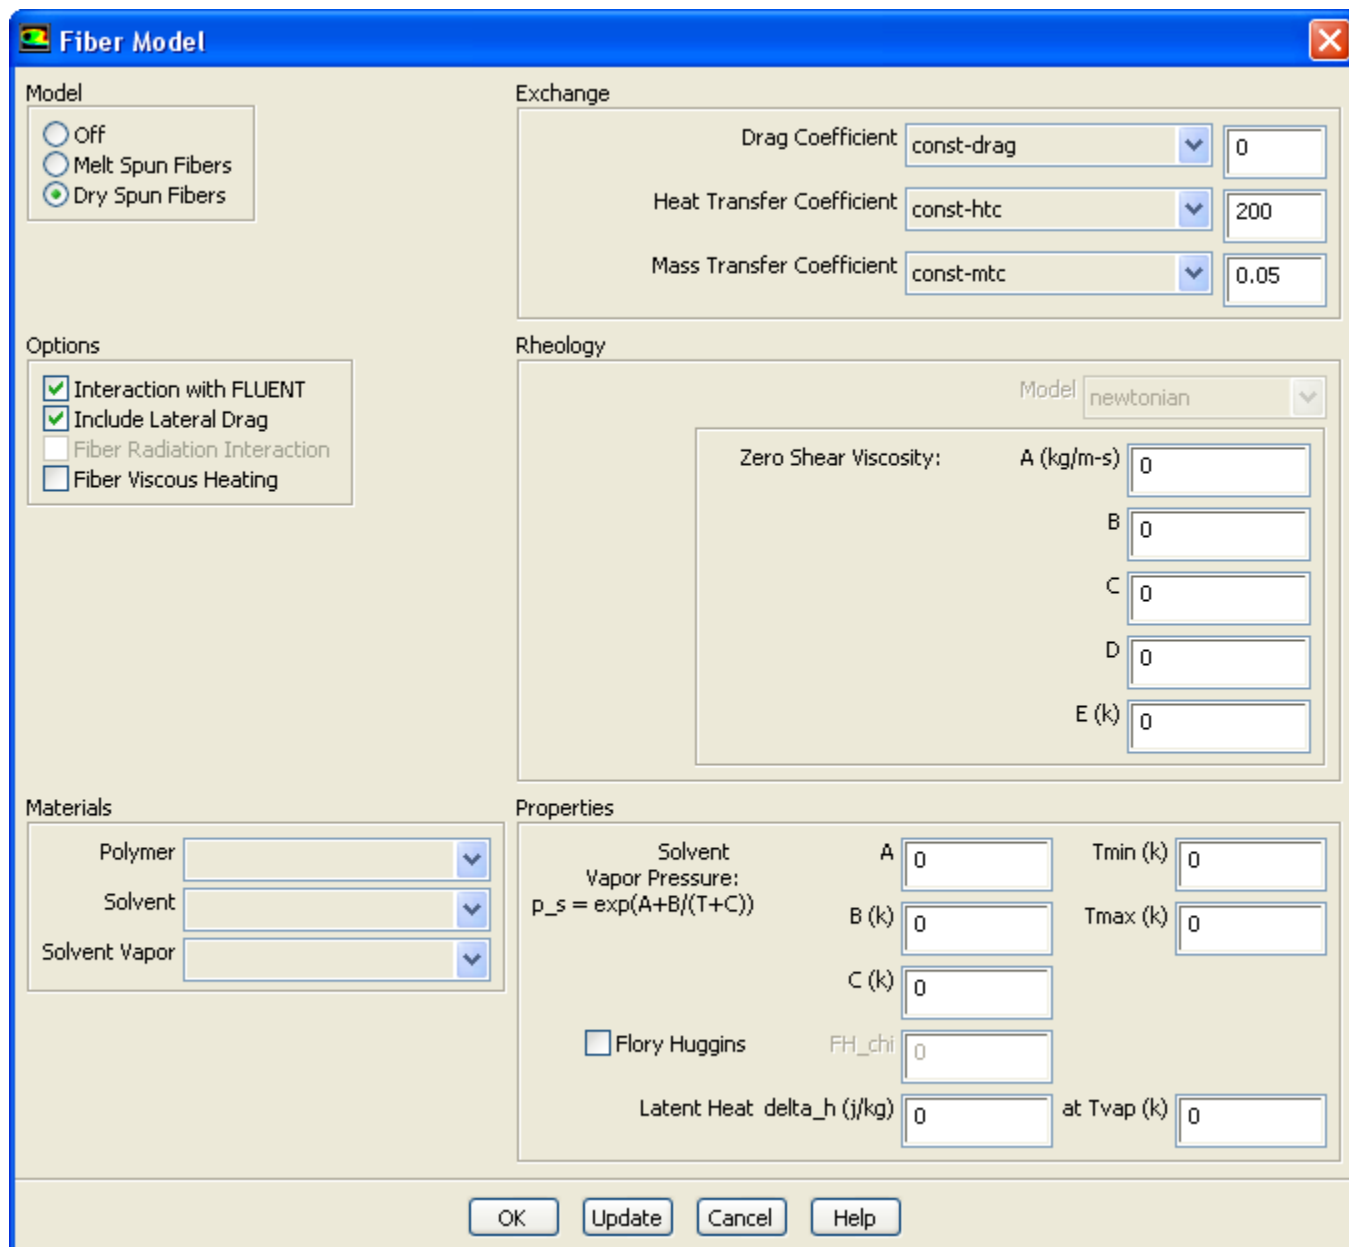 Fiber Model
Model
Off
Melt Spun Fibers
Dry Spun Fibers
Exchange
Drag Coefficient const-drag 0
Heat Transfer Coefficient const-htc 200
Mass Transfer Coefficient const-mtc 0.05
Options
Interaction with FLUENT
Include Lateral Drag
Fiber Radiation Interaction
Fiber Viscous Heating
Rheology
Model newtonian
Zero Shear Viscosity: A (kg/m-s) 0
B 0
C 0
D 0
E (k) 0
Materials
Polymer
Solvent
Solvent Vapor
Properties
Solvent A 0 Tmin (k) 0
Vapor Pressure:
p_s = exp(A+B/(T+C)) B (k) 0 Tmax (k) 0
C (k) 0
Flory Huggins FH_chi 0
Latent Heat delta_h (j/kg) 0 at Tvap (k) 0
OK Update Cancel Help